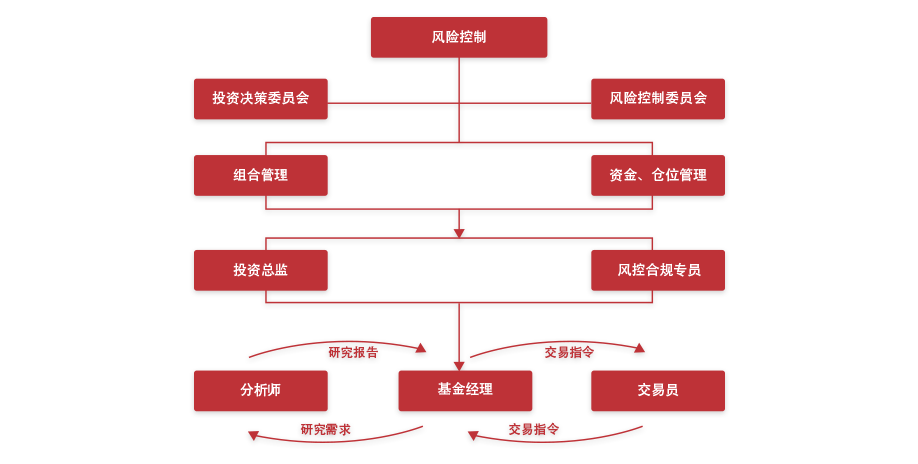 风险控制
投资决策委员会
风险控制委员会
组合管理
资金、仓位管理
投资总监
风控合规专员
研究报告
交易指令
分析师
基金经理
交易员
研究需求
交易指令